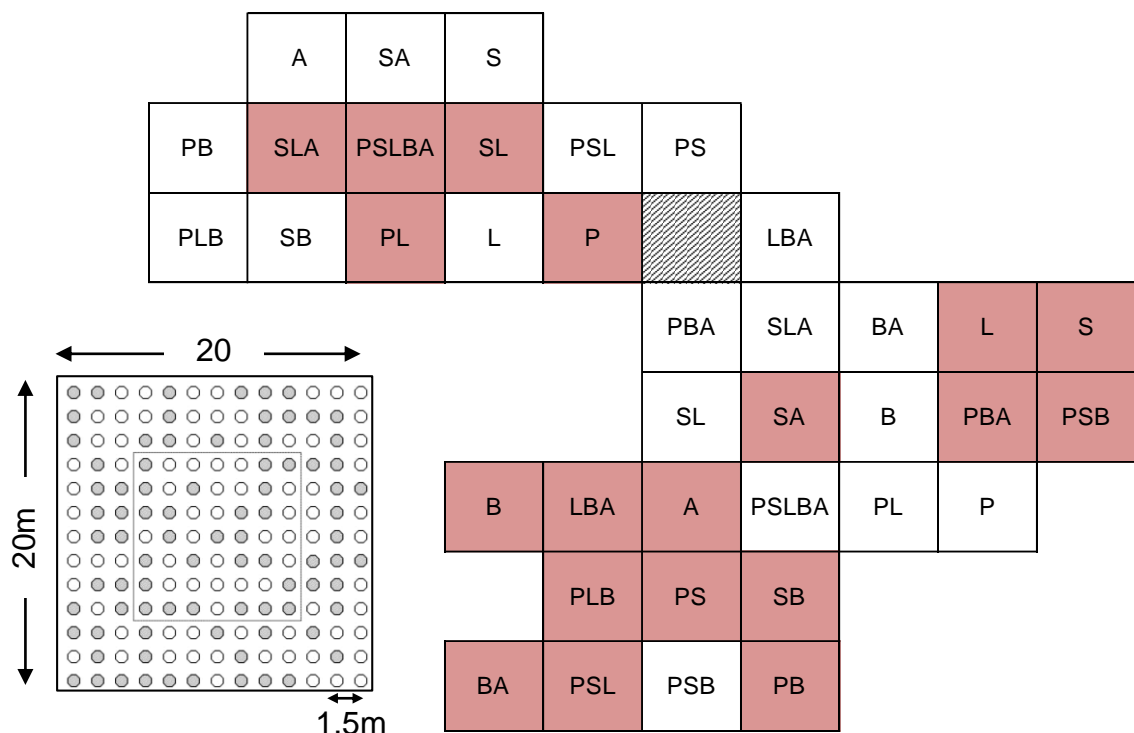 A SA S
PB SLA PSLBA SL PSL PS
PLB SB PL L P LBA
PBA SLA BA L S
SL SA B PBA PSB
B LBA A PSLBA PL P
PLB PS SB
BA PSL PSB PB
20
20m
1.5m